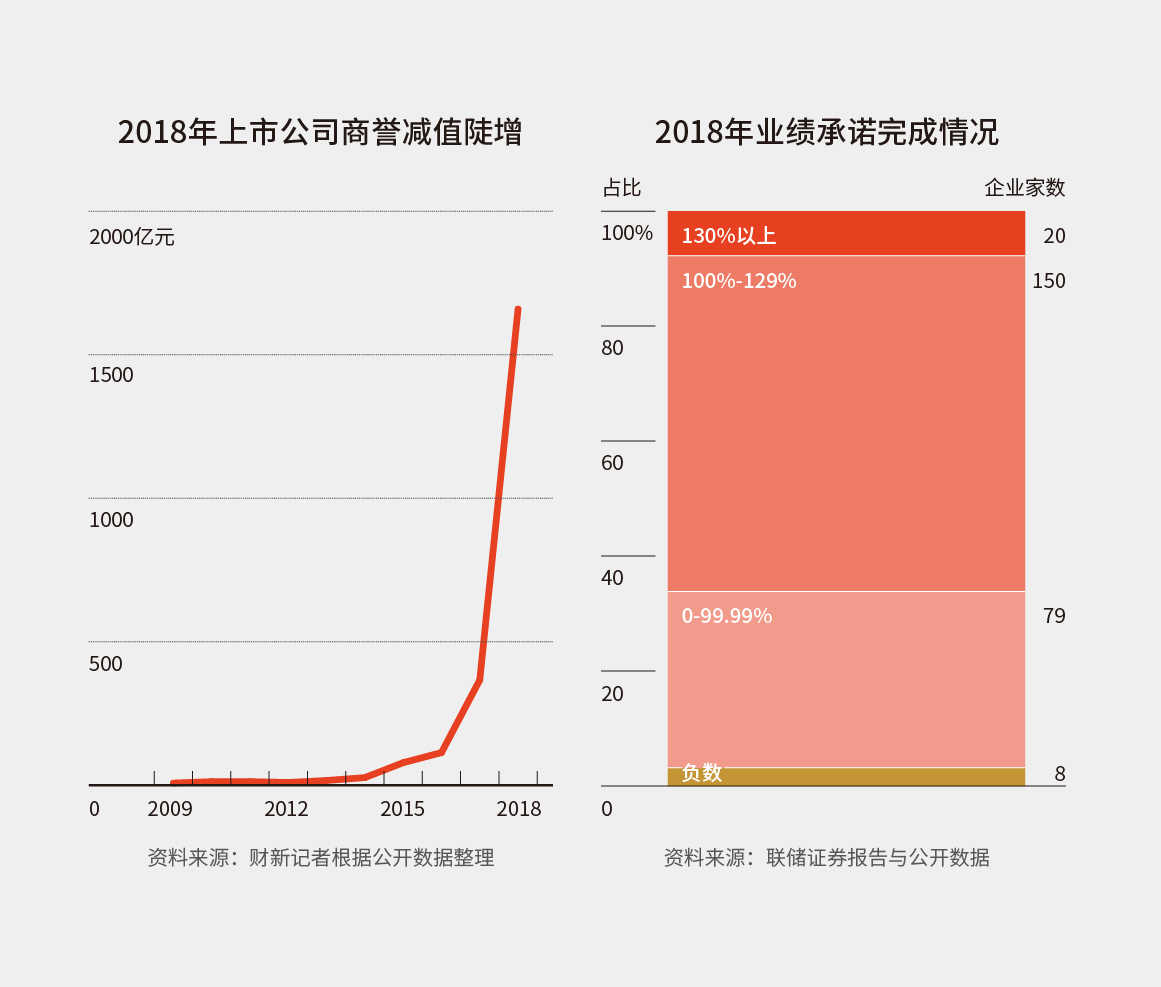 2018年上市公司商誉减值陡增
2000亿元
1500
1000
500
0 2009 2012 2015 2018
资料来源：财新记者根据公开数据整理
2018年业绩承诺完成情况
占比 企业家数
100% 130%以上 20
100%-129% 150
80
60
40
0-99.99% 79
20
负数 8
0
资料来源：联储证券报告与公开数据